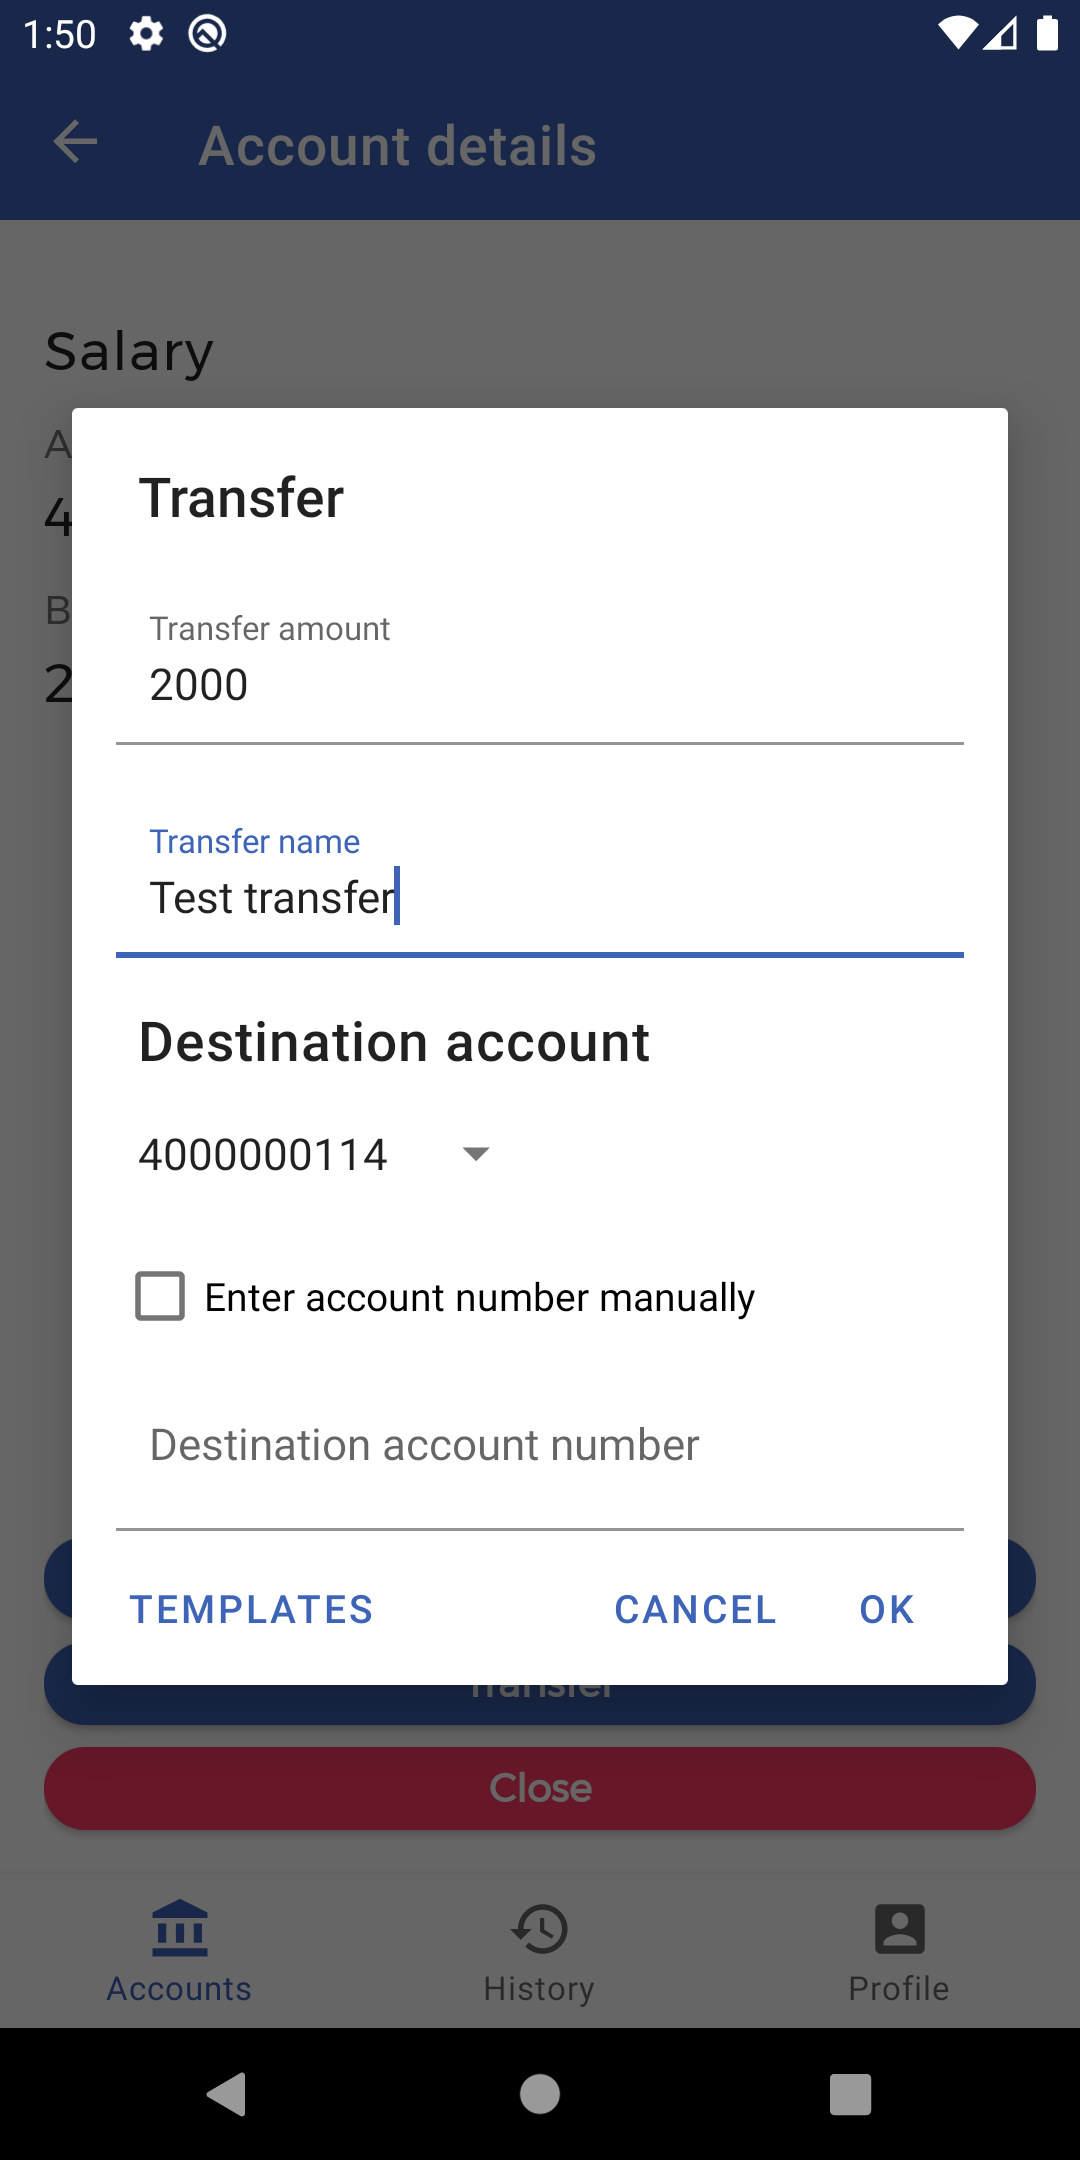 1:50
Account details
Salary
A
4
B
2
Transfer
Transfer amount
2000
Transfer name
Test transfer
Destination account
4000000114
Enter account number manually
Destination account number
TEMPLATES CANCEL OK
Transfer
Close
Accounts History Profile